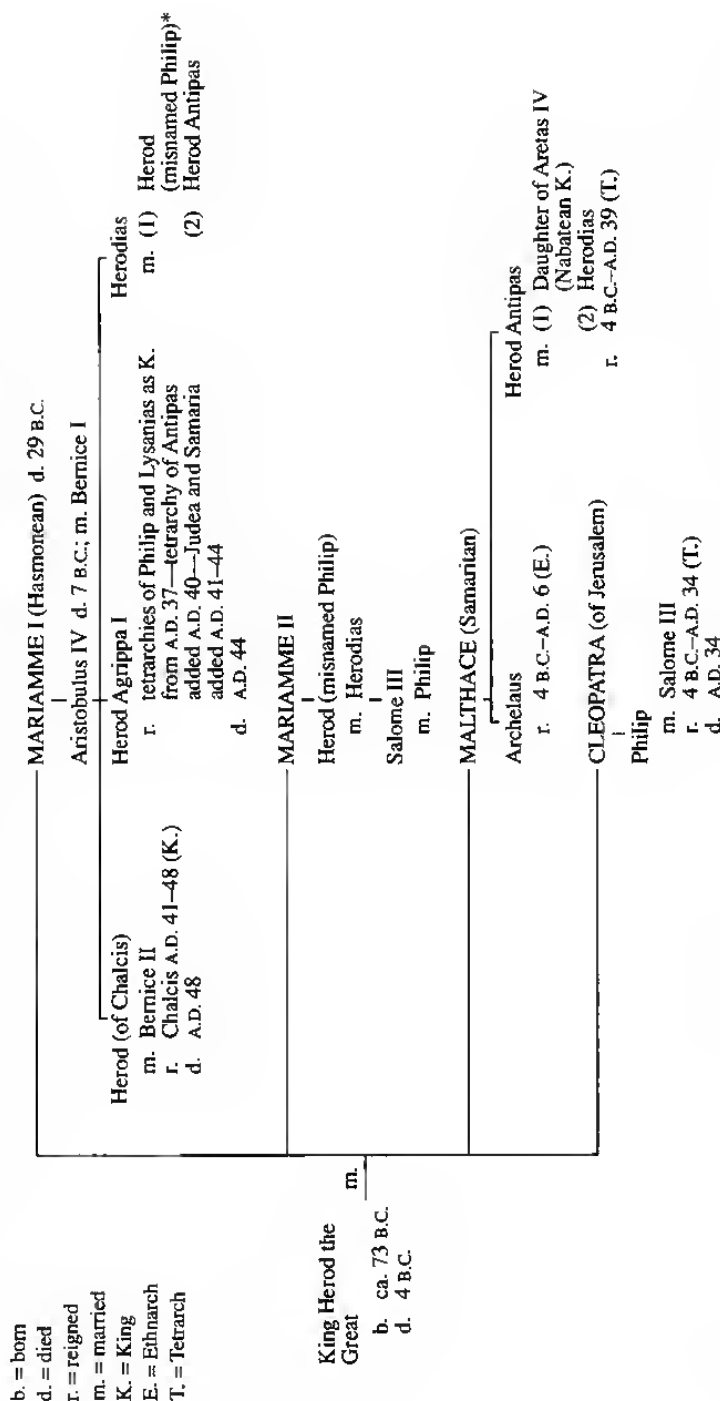 b. = born
d. = died
r. = reigned
m. = married
K. = King
E. = Ethnarch
T. = Tetrarch
King Herod the
Great
b. ca. 73 B.C.
d. 4 B.C.
m.
MARIAMME I (Hasmonean) d. 29 B.C.
Aristobulus IV d. 7 B.C.; m. Bernice I
Herod (of Chalcis)
m. Bernice II
r. Chalcis A.D. 41–48 (K.)
d. A.D. 48
Herod Agrippa I
r. tetrarchies of Philip and Lysanias as K.
from A.D. 37—tetrarchy of Antipas
added A.D. 40—Judea and Samaria
added A.D. 41–44
d. A.D. 44
Herodias
m. (1) Herod
(misnamed Philip)*
(2) Herod Antipas
MARIAMME II
Herod (misnamed Philip)
m. Herodias
Salome III
m. Philip
MALTHACE (Samaritan)
Archelaus
r. 4 B.C.–A.D. 6 (E.)
Herod Antipas
m. (1) Daughter of Aretas IV
(Nabatean K.)
(2) Herodias
r. 4 B.C.–A.D. 39 (T.)
CLEOPATRA (of Jerusalem)
Philip
m. Salome III
r. 4 B.C.–A.D. 34 (T.)
d. A.D. 34